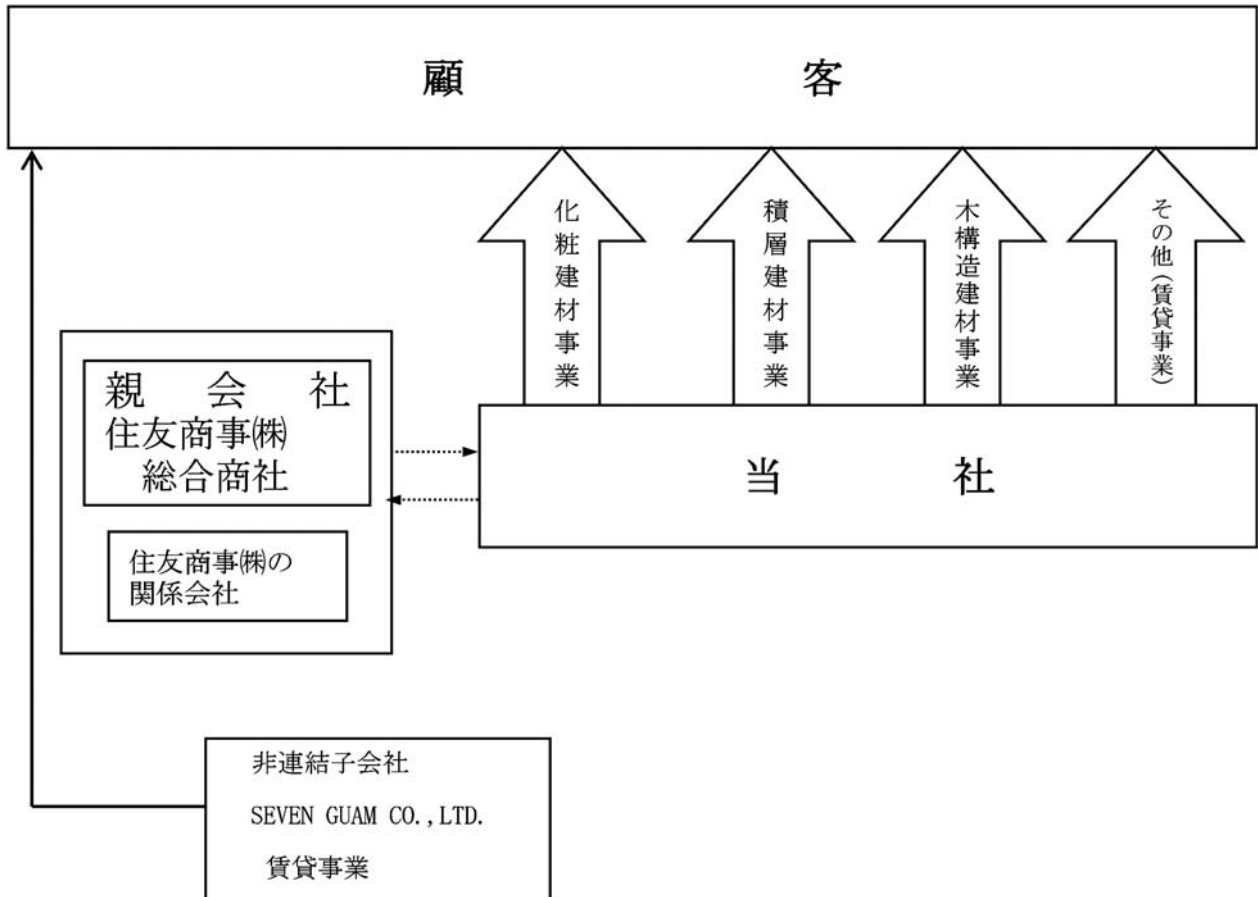 顧客
化粧建材事業
積層建材事業
木構造建材事業
その他(賃貸事業)
親会社
住友商事㈱
総合商社
当社
住友商事㈱の
関係会社
非連結子会社
SEVEN GUAM CO.,LTD.
賃貸事業